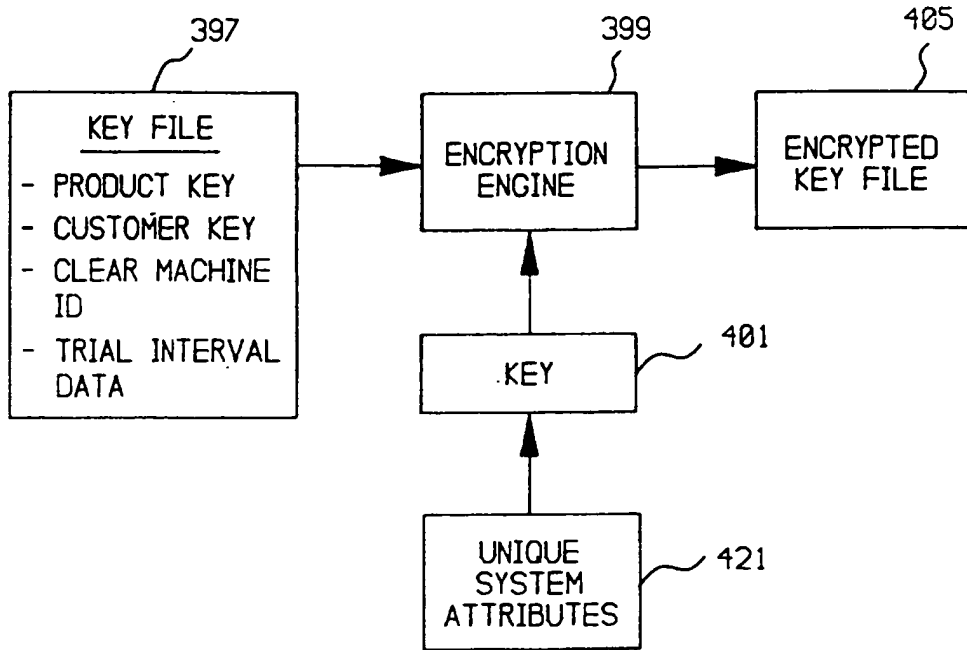 397
399
405
KEY FILE
- PRODUCT KEY
- CUSTOMER KEY
- CLEAR MACHINE
ID
- TRIAL INTERVAL
DATA
ENCRYPTION
ENGINE
ENCRYPTED
KEY FILE
KEY
401
UNIQUE
SYSTEM
ATTRIBUTES
421